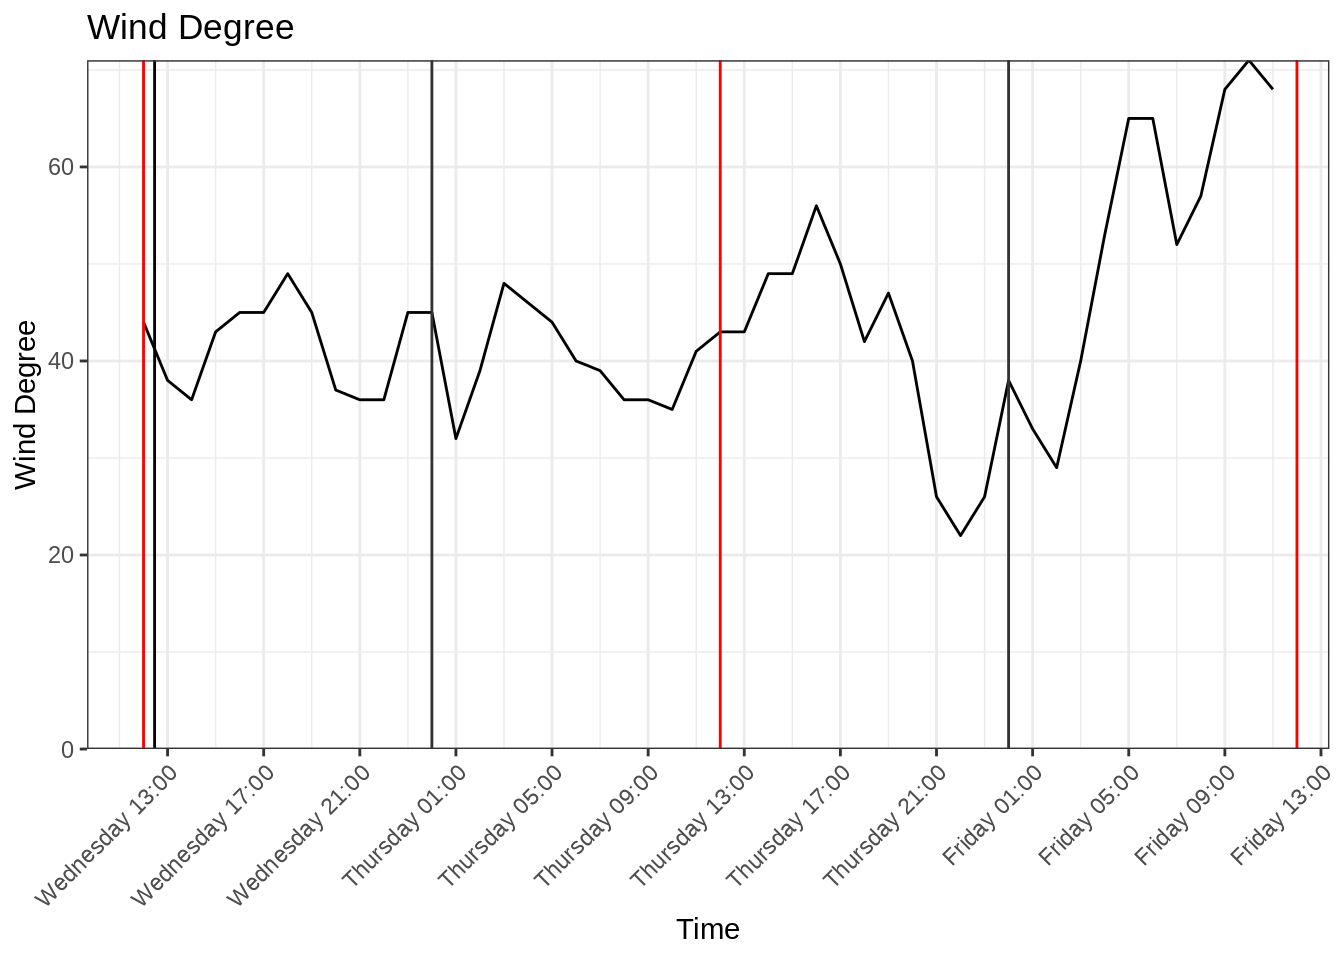 Wind Degree
Wind Degree
60
40
20
0
Wednesday 13:00
Wednesday 17:00
Wednesday 21:00
Thursday 01:00
Thursday 05:00
Thursday 09:00
Thursday 13:00
Thursday 17:00
Thursday 21:00
Friday 01:00
Friday 05:00
Friday 09:00
Friday 13:00
Time